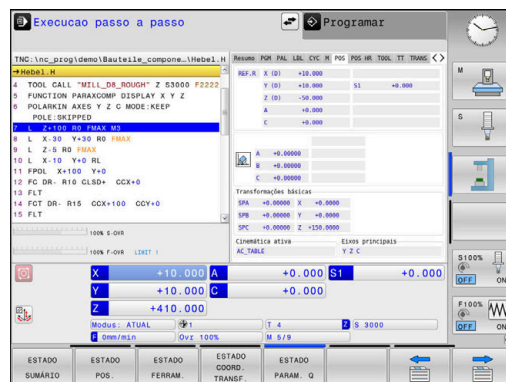 Execucao passo a passo
Programar
TNC:\nc_prog\demo\Bauteile_compone…\Hebel.H
→Hebel.H
4 TOOL CALL "MILL_D8_ROUGH" Z S3000 F2222
5 FUNCTION PARAXCOMP DISPLAY X Y Z
6 POLARKIN AXES Y Z C MODE:KEEP
POLE:SKIPPED
7 L Z+100 R0 FMAX M3
8 L X-30 Y+30 R0 FMAX
9 L Z-5 R0 FMAX
10 L X-10 Y+0 RL
11 FPOL X+100 Y+0
12 FC DR- R10 CLSD+ CCX+0
13 FLT
14 FCT DR- R15 CCX+100 CCY+0
15 FLT
100% S-OVR
100% F-OVR LIMIT 1
Resumo PGM PAL LBL CYC M POS POS HR TOOL TT TRANS
REF.R X (D) +10.000
Y (D) +10.000 S1 +0.000
Z (D) -50.000
A +0.000
C +0.000
A +0.00000
B +0.00000
C +0.00000
Transformações básicas
SPA +0.00000 X +0.0000
SPB +0.00000 Y +0.0000
SPC +0.00000 Z +150.0000
Cinemática ativa Eixos principais
AC_TABLE Y Z C
X +10.000 A +0.000 S1 +0.000
Y +10.000 C +0.000
Z +410.000
Modus: ATUAL 1 T 4 Z S 3000
F 0mm/min Ovr 100% M 5/9
M
S
S100%
OFF ON
F100%
OFF ON
ESTADO SUMÁRIO
ESTADO POS.
ESTADO FERRAM.
ESTADO COORD. TRANSF.
ESTADO PARAM. Q